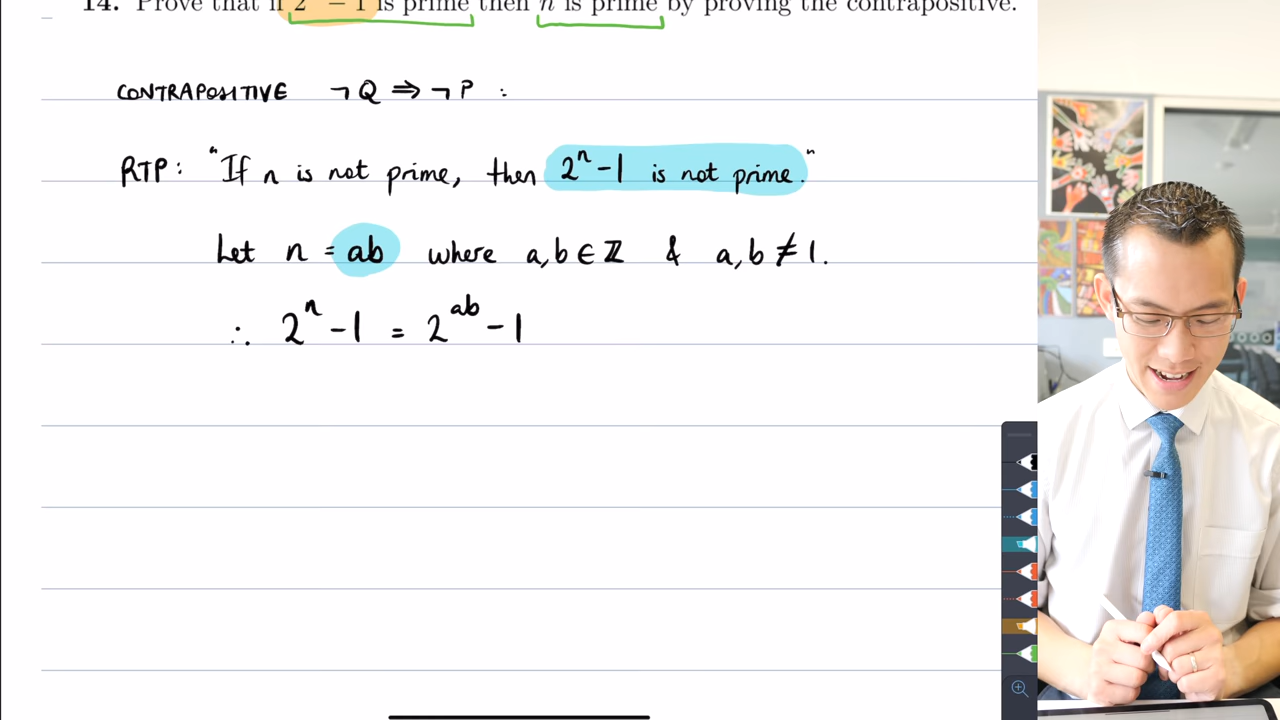 14. Prove that if 2ⁿ − 1 is prime then n is prime by proving the contrapositive.
CONTRAPOSITIVE ¬Q ⇒ ¬P :
RTP: "If n is not prime, then 2ⁿ-1 is not prime."
Let n = ab where a,b ∈ ℤ & a,b ≠ 1.
∴ 2ⁿ -1 = 2ᵃᵇ -1